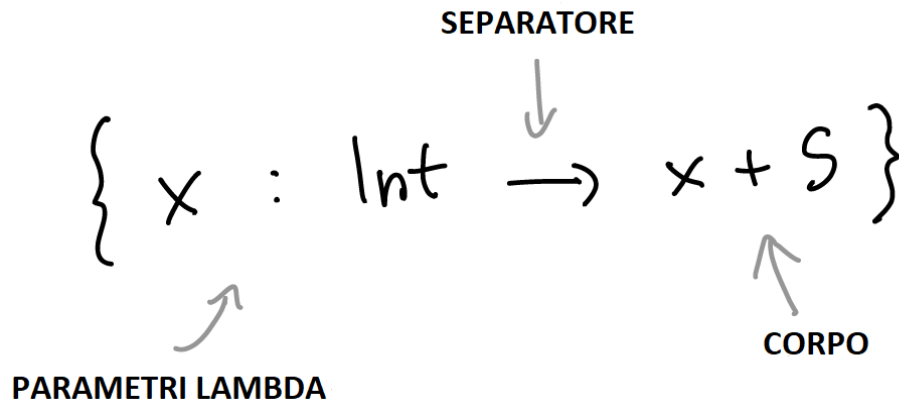 SEPARATORE
{ x : Int → x + 5 }
PARAMETRI LAMBDA
CORPO